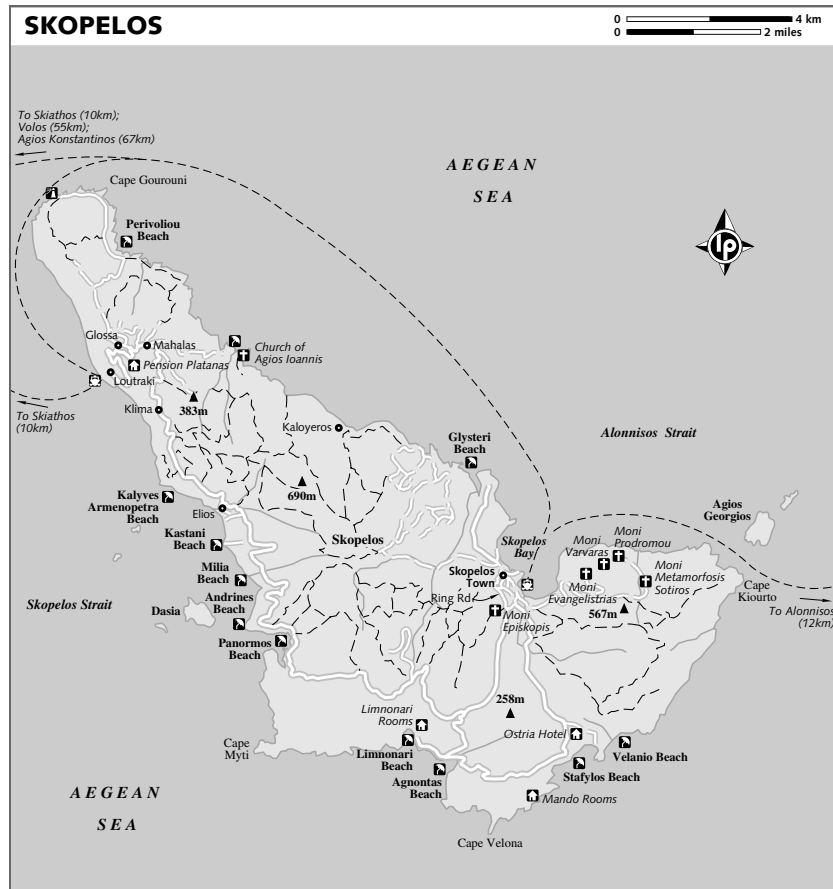 SKOPELOS
0 4 km
0 2 miles
To Skiathos (10km);
Volos (55km);
Agios Konstantinos (67km)
AEGEAN
SEA
Cape Gourouni
Perivoliou
Beach
lp
Glossa
Mahalas
Church of
Agios Ioannis
Pension Platanas
Loutraki
To Skiathos
(10km)
Klima
383m
Kaloyeros
Glysteri
Beach
Alonnisos Strait
690m
Kalyves
Armenopetra
Beach
Elios
Agios
Georgios
Kastani
Beach
Skopelos
Skopelos
Bay
Moni
Prodromou
Moni
Varvaras
Moni
Metamorfosis
Sotiros
Milia
Beach
Skopelos
Town
Moni
Evangelistrias
Cape
Kiourto
Skopelos Strait
Dasia
Andrines
Beach
Ring Rd
Moni
Episkopis
567m
To Alonnisos
(12km)
Panormos
Beach
258m
Limnonari
Rooms
Ostria Hotel
Cape
Myti
Limnonari
Beach
Velanio Beach
Stafylos Beach
Agnontas
Beach
Mando Rooms
AEGEAN
SEA
Cape Velona